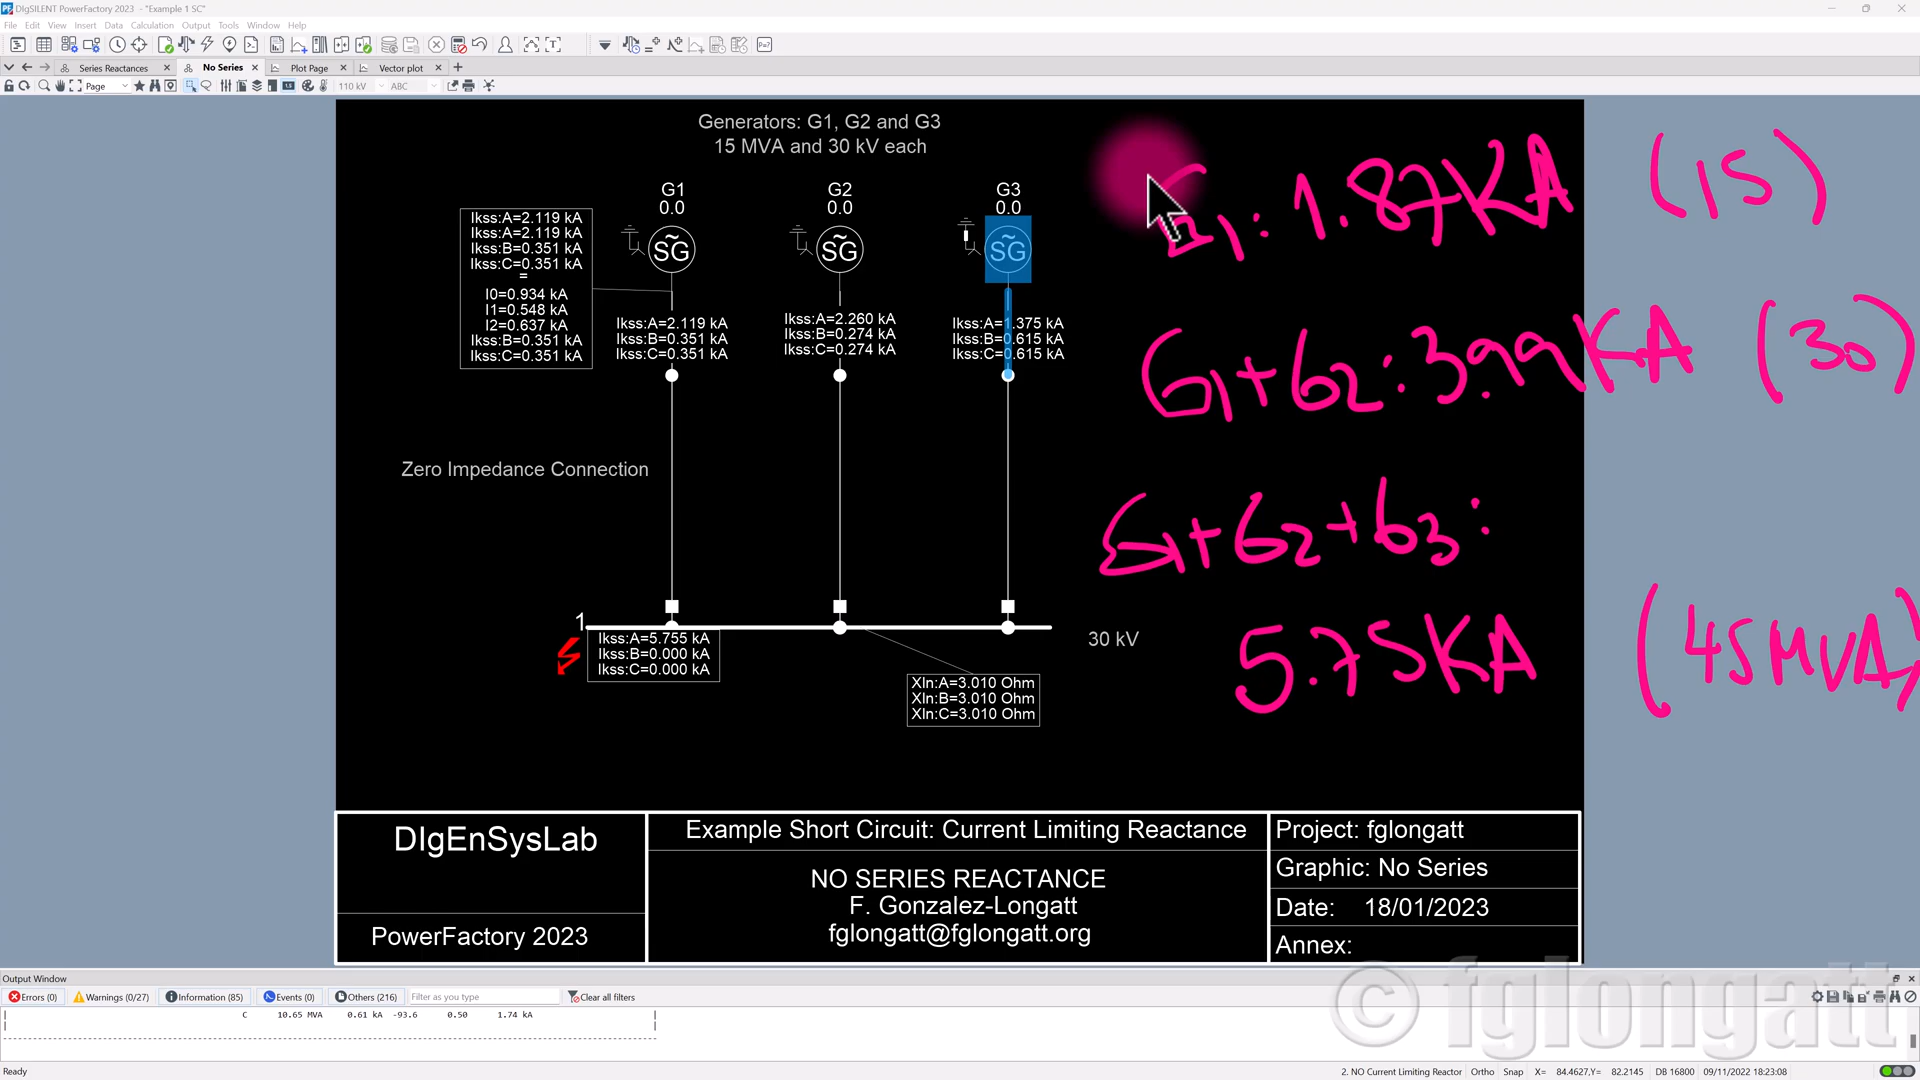 DIgSILENT PowerFactory 2023 - "Example 1 SC"
File Edit View Insert Data Calculation Output Tools Window Help
Series Reactances No Series Plot Page Vector plot
Page 110 kV ABC
Generators: G1, G2 and G3
15 MVA and 30 kV each
G1
0.0
G2
0.0
G3
0.0
SG
SG
SG
Ikss:A=2.119 kA
Ikss:A=2.119 kA
Ikss:B=0.351 kA
Ikss:C=0.351 kA
=
I0=0.934 kA
I1=0.548 kA
I2=0.637 kA
Ikss:B=0.351 kA
Ikss:C=0.351 kA
Ikss:A=2.119 kA
Ikss:B=0.351 kA
Ikss:C=0.351 kA
Ikss:A=2.260 kA
Ikss:B=0.274 kA
Ikss:C=0.274 kA
Ikss:A=1.375 kA
Ikss:B=0.615 kA
Ikss:C=0.615 kA
G1: 1.87KA (15)
G1+G2: 3.99KA (30)
G1+G2+G3:
5.75KA (45MVA)
Zero Impedance Connection
1
Ikss:A=5.755 kA
Ikss:B=0.000 kA
Ikss:C=0.000 kA
30 kV
Xln:A=3.010 Ohm
Xln:B=3.010 Ohm
Xln:C=3.010 Ohm
DIgEnSysLab
PowerFactory 2023
Example Short Circuit: Current Limiting Reactance
NO SERIES REACTANCE
F. Gonzalez-Longatt
fglongatt@fglongatt.org
Project: fglongatt
Graphic: No Series
Date: 18/01/2023
Annex:
Output Window
Errors (0) Warnings (0/27) Information (85) Events (0) Others (216) Filter as you type Clear all filters
C 10.65 MVA 0.61 kA -93.6 0.50 1.74 kA
© fglongatt
Ready 2. NO Current Limiting Reactor Ortho Snap X= 84.4627,Y= 82.2145 DB 16800 09/11/2022 18:23:08